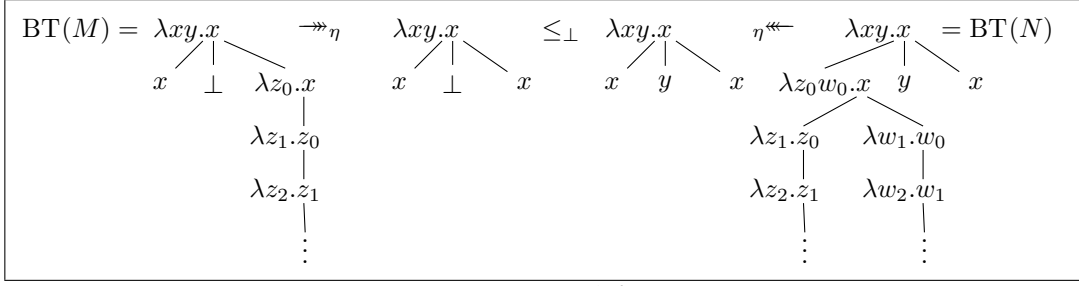 BT(M) = λxy.x ↠η λxy.x ≤⊥ λxy.x η↞ λxy.x = BT(N)
x ⊥ λz₀.x x ⊥ x x y x λz₀w₀.x y x
λz₁.z₀ λz₁.z₀ λw₁.w₀
λz₂.z₁ λz₂.z₁ λw₂.w₁
⋮ ⋮ ⋮